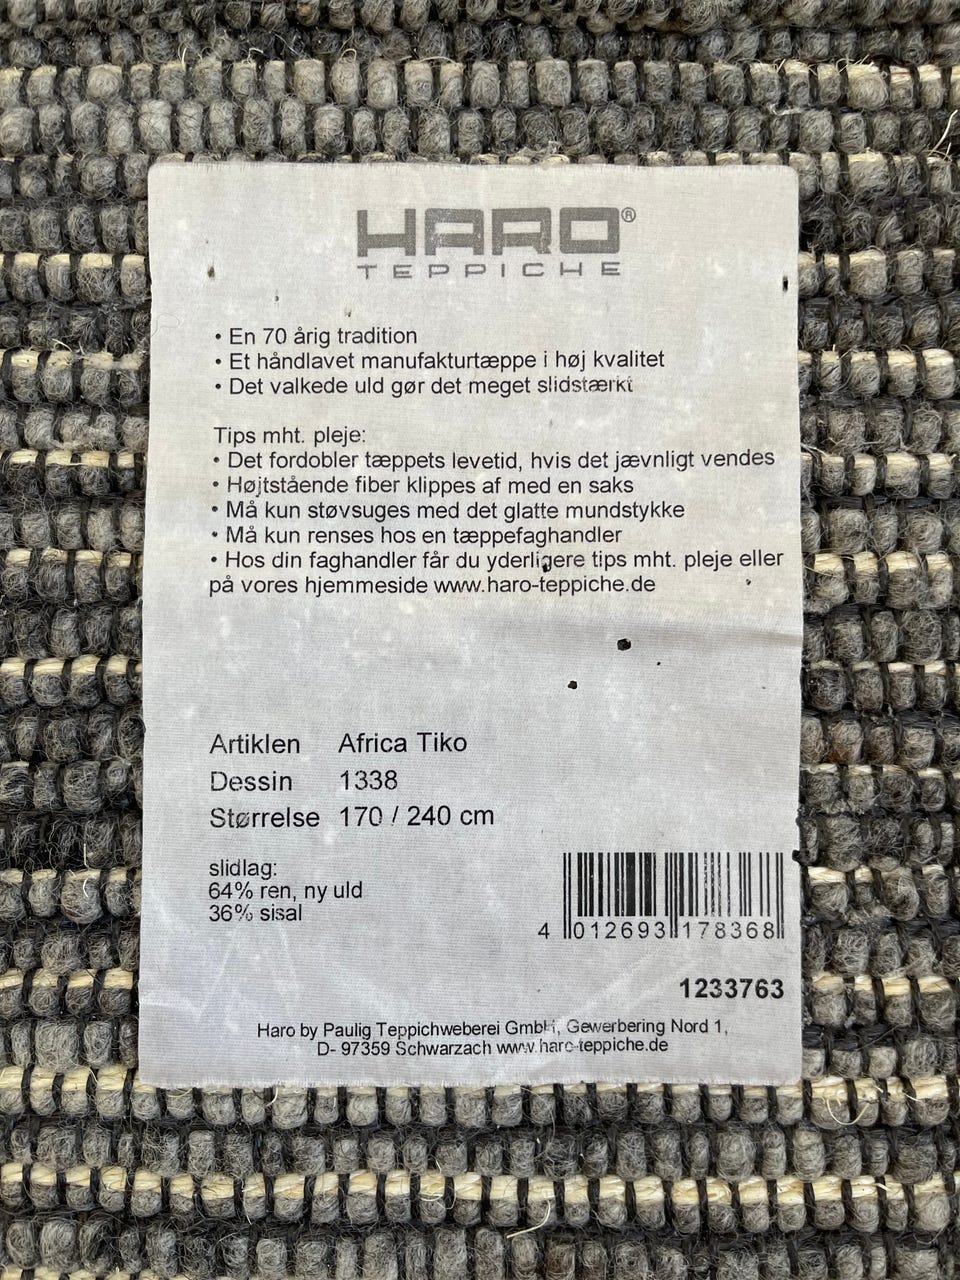 HARO®
TEPPICHE
• En 70 årig tradition
• Et håndlavet manufakturtæppe i høj kvalitet
• Det valkede uld gør det meget slidstærkt
Tips mht. pleje:
• Det fordobler tæppets levetid, hvis det jævnligt vendes
• Højtstående fiber klippes af med en saks
• Må kun støvsuges med det glatte mundstykke
• Må kun renses hos en tæppefaghandler
• Hos din faghandler får du yderligere tips mht. pleje eller
på vores hjemmeside www.haro-teppiche.de
Artiklen Africa Tiko
Dessin 1338
Størrelse 170 / 240 cm
slidlag:
64% ren, ny uld
36% sisal
4 012693 178368
1233763
Haro by Paulig Teppichweberei GmbH, Gewerbering Nord 1,
D- 97359 Schwarzach www.haro-teppiche.de